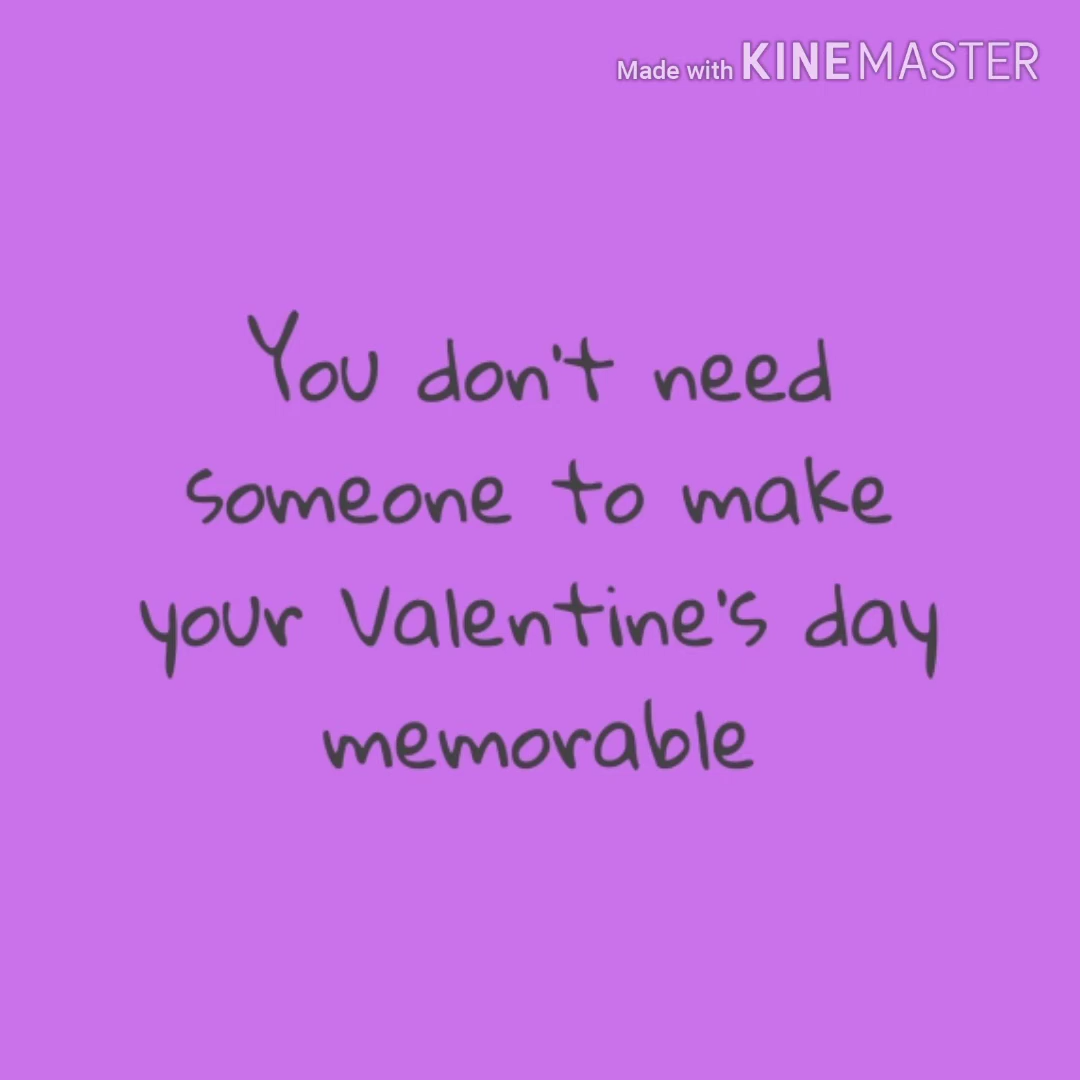 Made with KINEMASTER
You don't need
someone to make
your Valentine's day
memorable